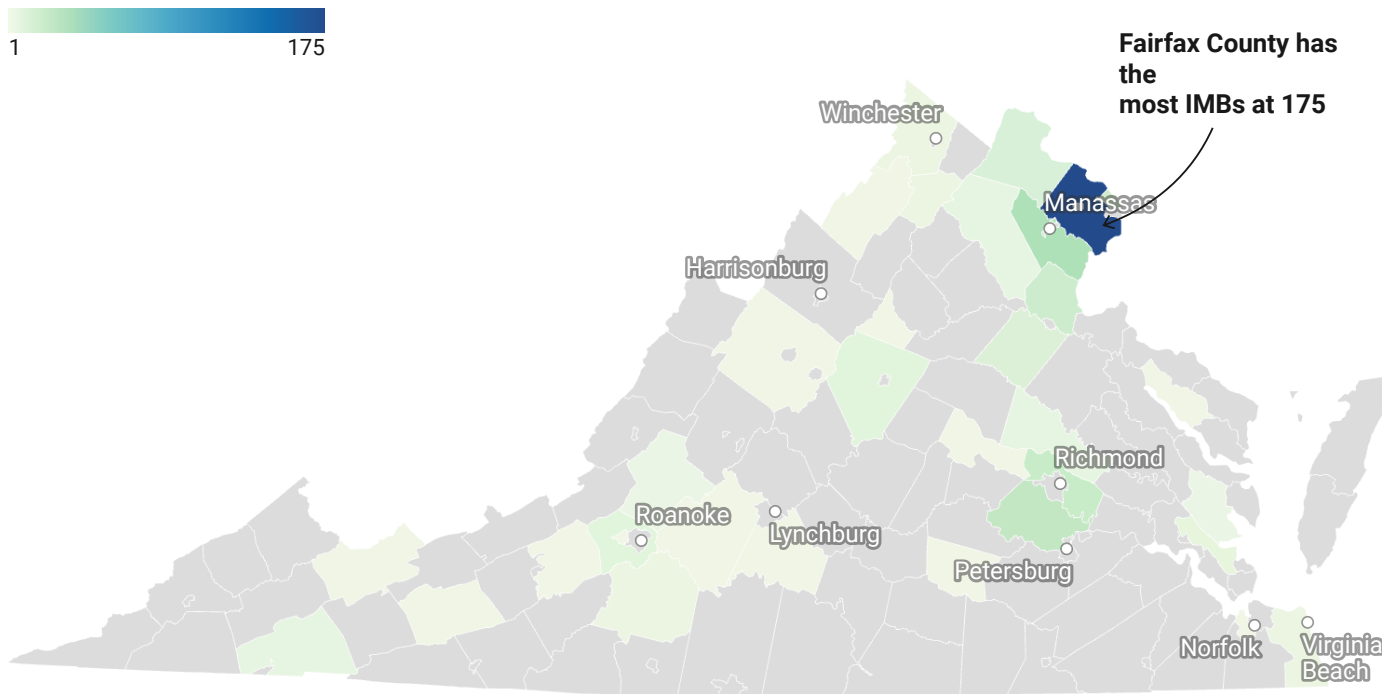 1 175
Fairfax County has
the
most IMBs at 175
Winchester
Manassas
Harrisonburg
Richmond
Roanoke
Lynchburg
Petersburg
Norfolk
Virginia
Beach